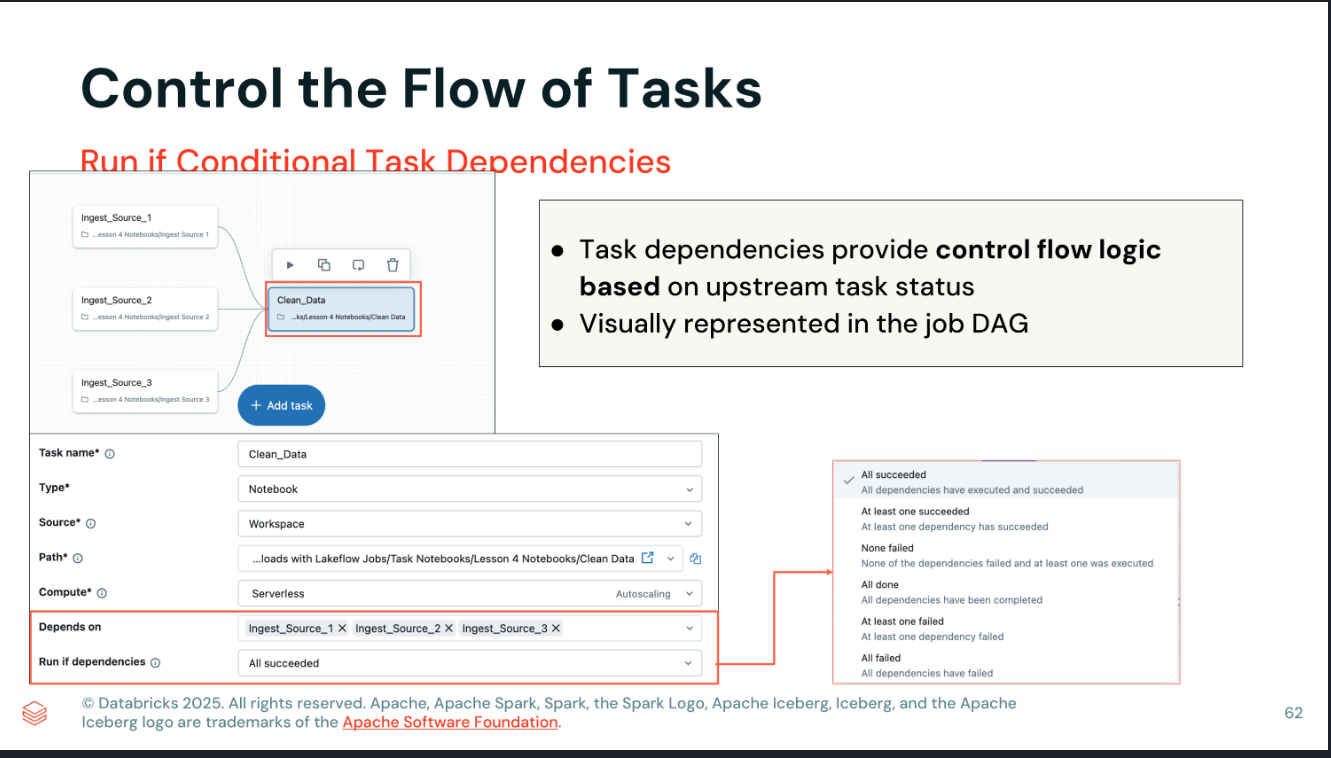 Control the Flow of Tasks
Run if Conditional Task Dependencies
Ingest_Source_1
...esson 4 Notebooks/Ingest Source 1
Ingest_Source_2
...esson 4 Notebooks/Ingest Source 2
Ingest_Source_3
...esson 4 Notebooks/Ingest Source 3
Clean_Data
...ks/Lesson 4 Notebooks/Clean Data
+ Add task
● Task dependencies provide control flow logic
based on upstream task status
● Visually represented in the job DAG
Task name* Clean_Data
Type* Notebook
Source* Workspace
Path* ...loads with Lakeflow Jobs/Task Notebooks/Lesson 4 Notebooks/Clean Data
Compute* Serverless Autoscaling
Depends on Ingest_Source_1 × Ingest_Source_2 × Ingest_Source_3 ×
Run if dependencies All succeeded
All succeeded
All dependencies have executed and succeeded
At least one succeeded
At least one dependency has succeeded
None failed
None of the dependencies failed and at least one was executed
All done
All dependencies have been completed
At least one failed
At least one dependency failed
All failed
All dependencies have failed
© Databricks 2025. All rights reserved. Apache, Apache Spark, Spark, the Spark Logo, Apache Iceberg, Iceberg, and the Apache
Iceberg logo are trademarks of the Apache Software Foundation.
62